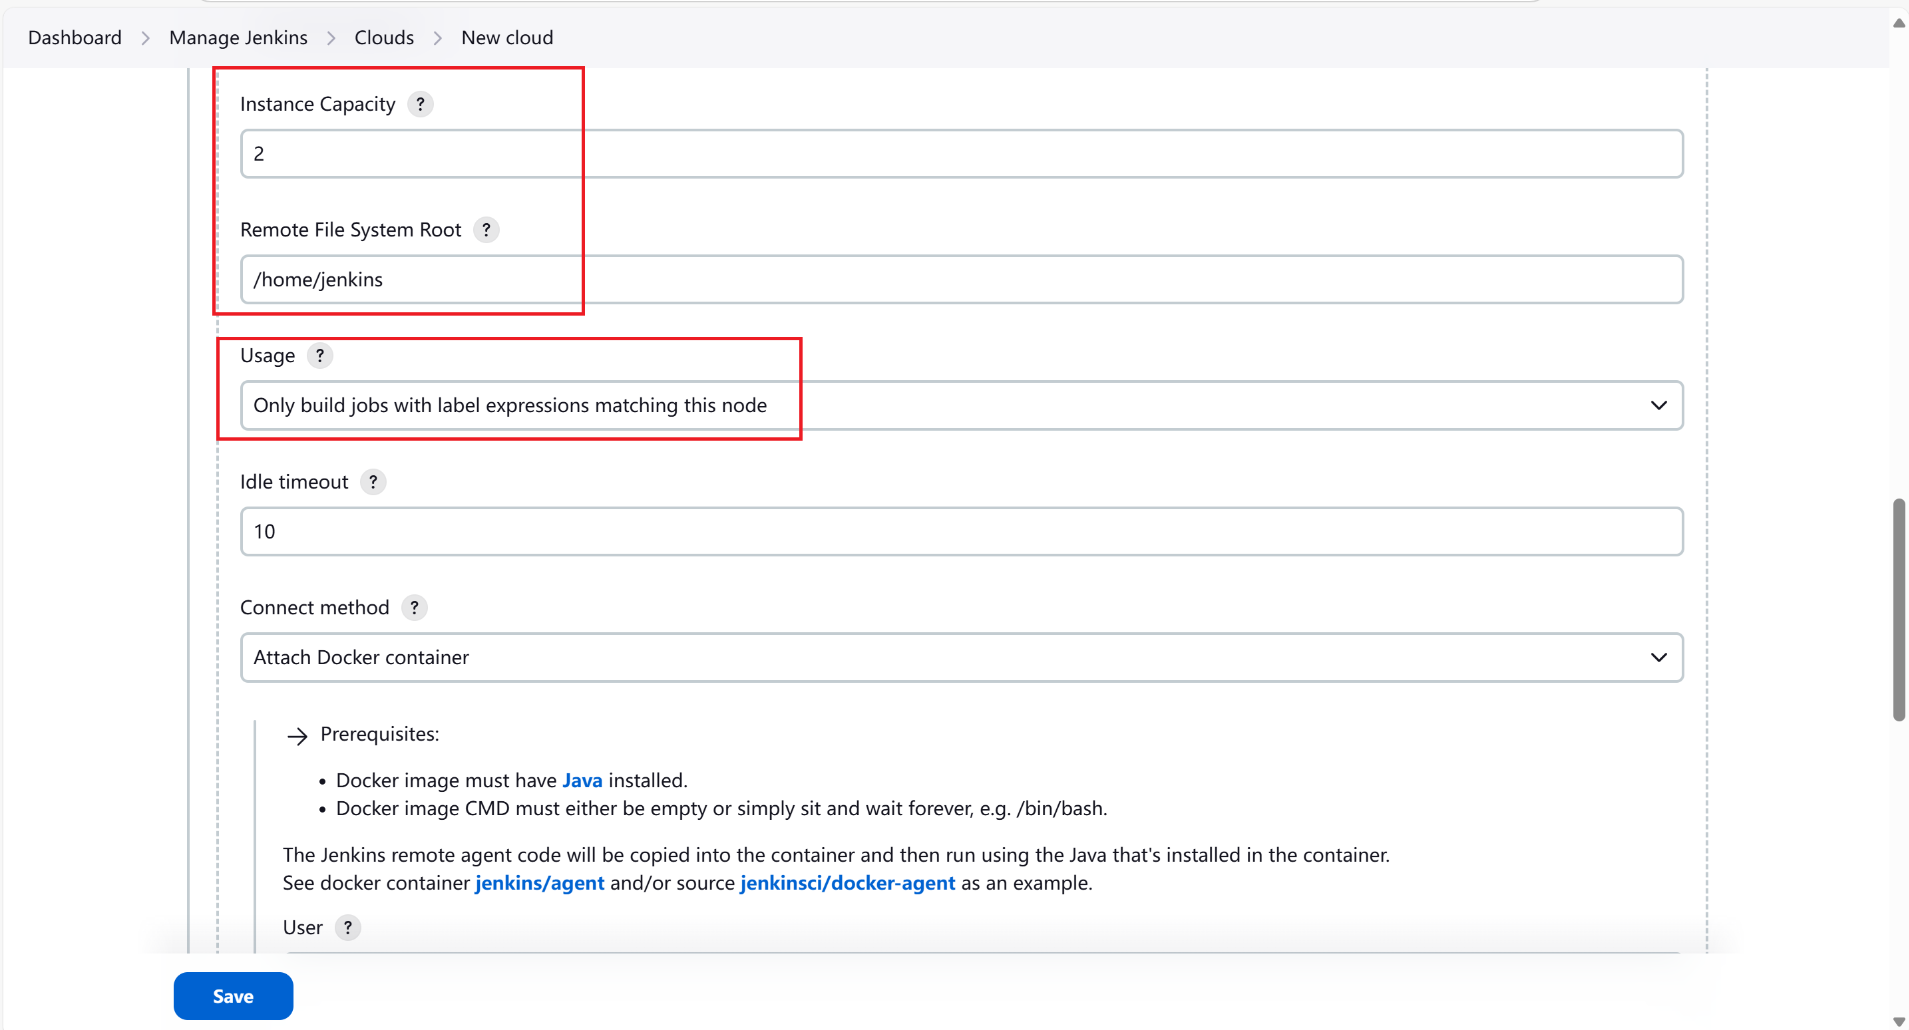 Dashboard > Manage Jenkins > Clouds > New cloud
Instance Capacity ?
2
Remote File System Root ?
/home/jenkins
Usage ?
Only build jobs with label expressions matching this node
Idle timeout ?
10
Connect method ?
Attach Docker container
→ Prerequisites:
• Docker image must have Java installed.
• Docker image CMD must either be empty or simply sit and wait forever, e.g. /bin/bash.
The Jenkins remote agent code will be copied into the container and then run using the Java that's installed in the container.
See docker container jenkins/agent and/or source jenkinsci/docker-agent as an example.
User ?
Save